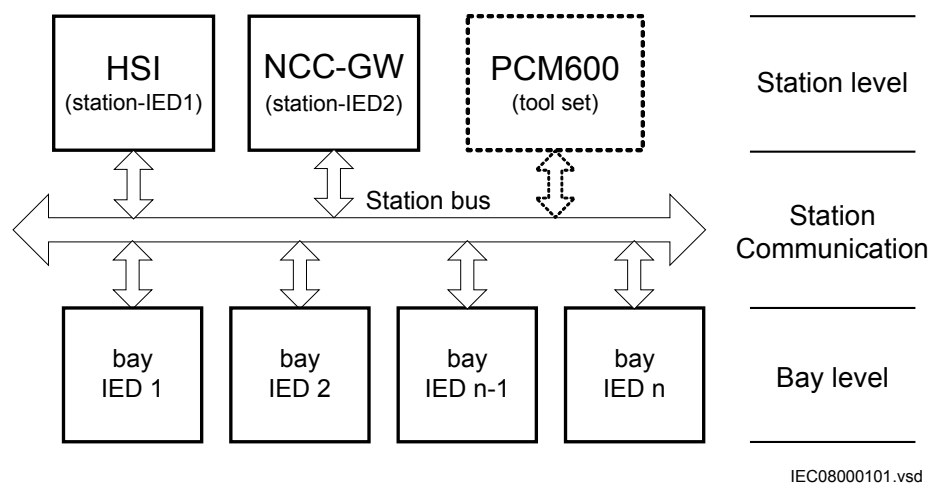 HSI
(station-IED1)
NCC-GW
(station-IED2)
PCM600
(tool set)
Station level
Station bus
Station
Communication
bay
IED 1
bay
IED 2
bay
IED n-1
bay
IED n
Bay level
IEC08000101.vsd